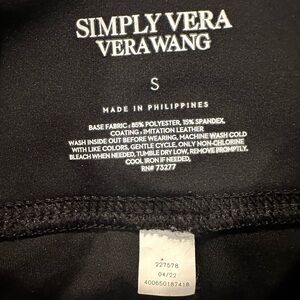 SIMPLY VERA
VERA WANG
S
MADE IN PHILIPPINES
BASE FABRIC: 85% POLYESTER, 15% SPANDEX.
COATING: IMITATION LEATHER
WASH INSIDE OUT BEFORE WEARING, MACHINE WASH COLD
WITH LIKE COLORS, GENTLE CYCLE, ONLY NON-CHLORINE
BLEACH WHEN NEEDED, TUMBLE DRY LOW, REMOVE PROMPTLY,
COOL IRON IF NEEDED,
RN# 73277
227578
04/22
400650187418